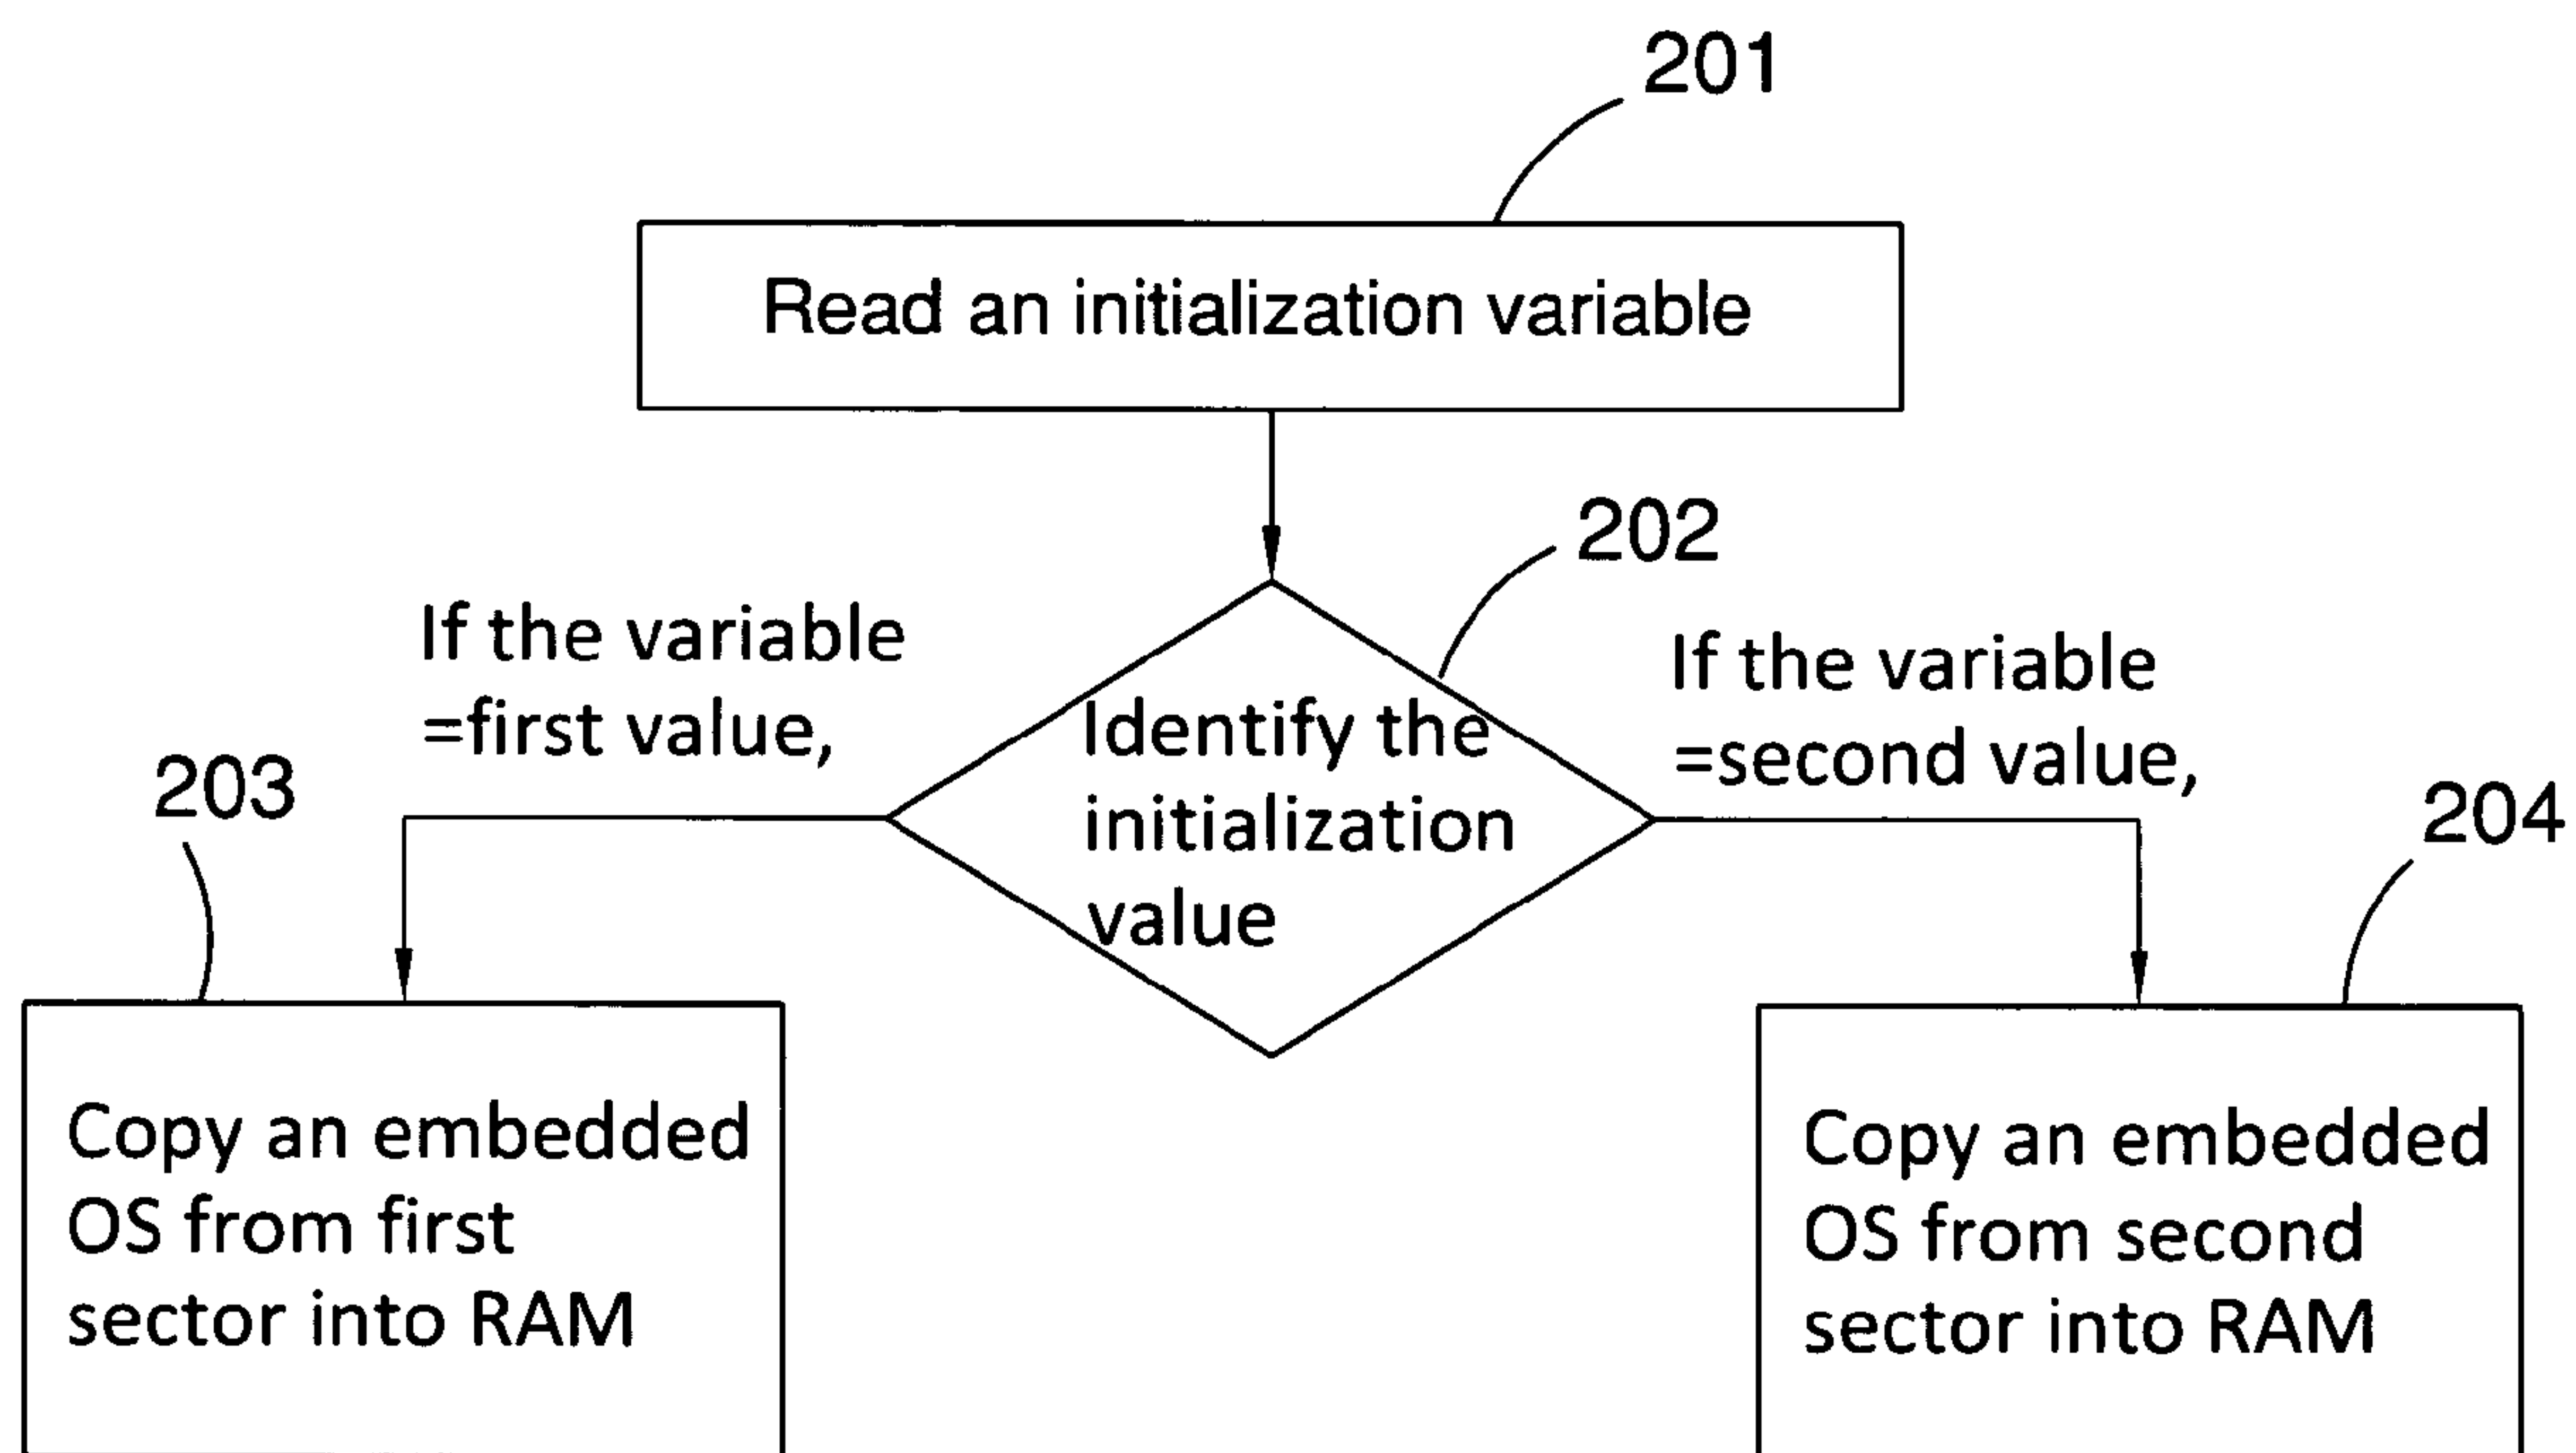 201
Read an initialization variable
202
If the variable
=first value,
If the variable
=second value,
Identify the
initialization
value
203
204
Copy an embedded
OS from first
sector into RAM
Copy an embedded
OS from second
sector into RAM